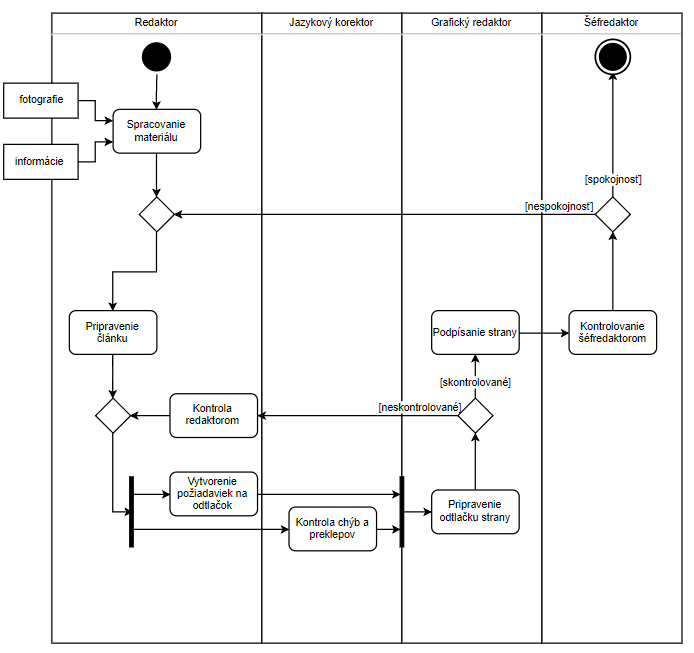 Redaktor
Jazykový korektor
Grafický redaktor
Šéfredaktor
fotografie
Spracovanie
materiálu
informácie
[spokojnosť]
[nespokojnosť]
Pripravenie
článku
Podpísanie strany
Kontrolovanie
šéfredaktorom
[skontrolované]
Kontrola
redaktorom
[neskontrolované]
Vytvorenie
požiadaviek na
odtlačok
Kontrola chýb a
preklepov
Pripravenie
odtlačku strany